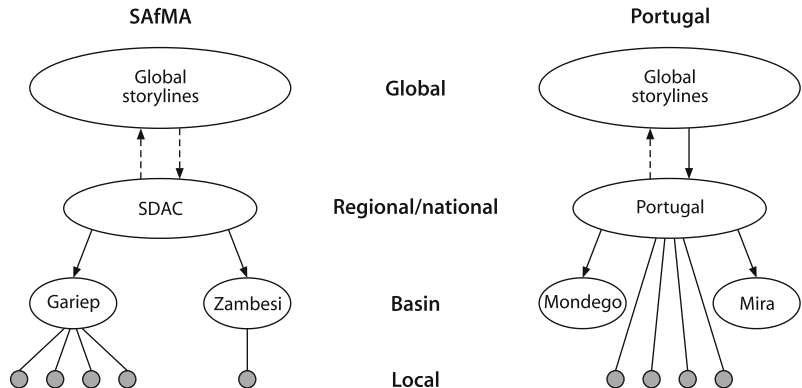 SAfMA
Portugal
Global
storylines
Global
Global
storylines
SDAC
Regional/national
Portugal
Gariep
Zambesi
Basin
Mondego
Mira
Local